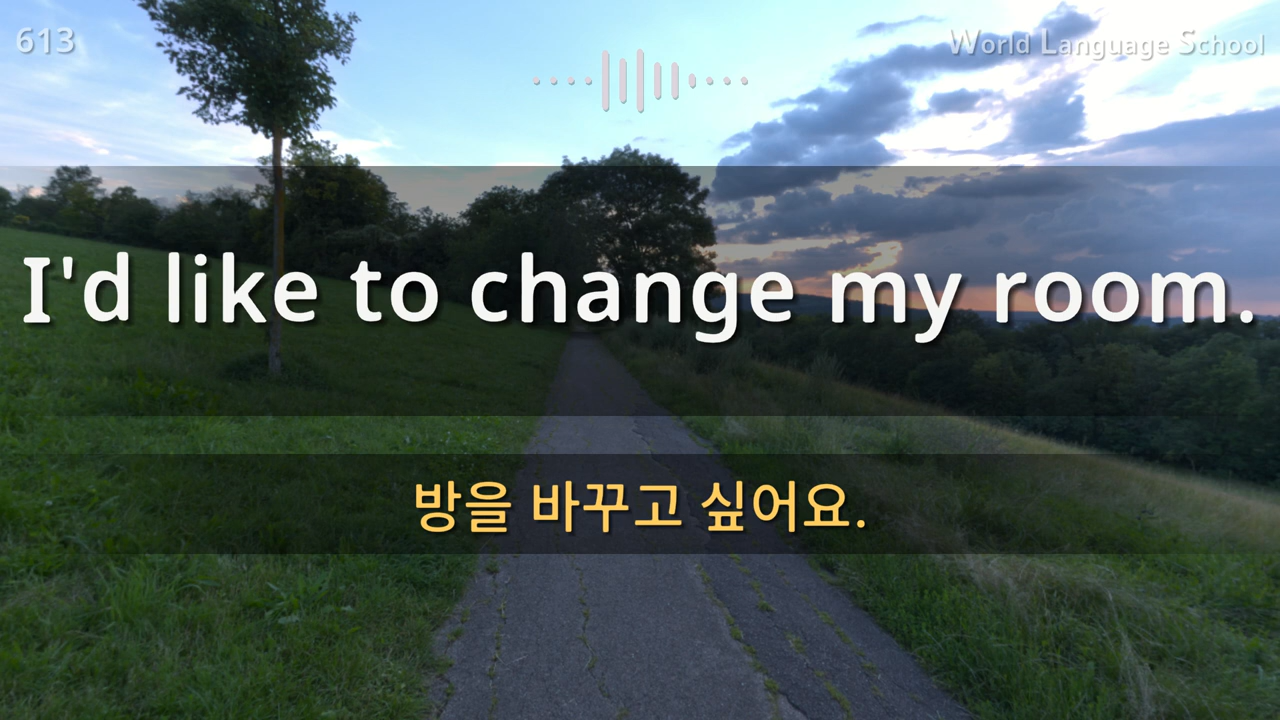 613
World Language School
I'd like to change my room.
방을 바꾸고 싶어요.